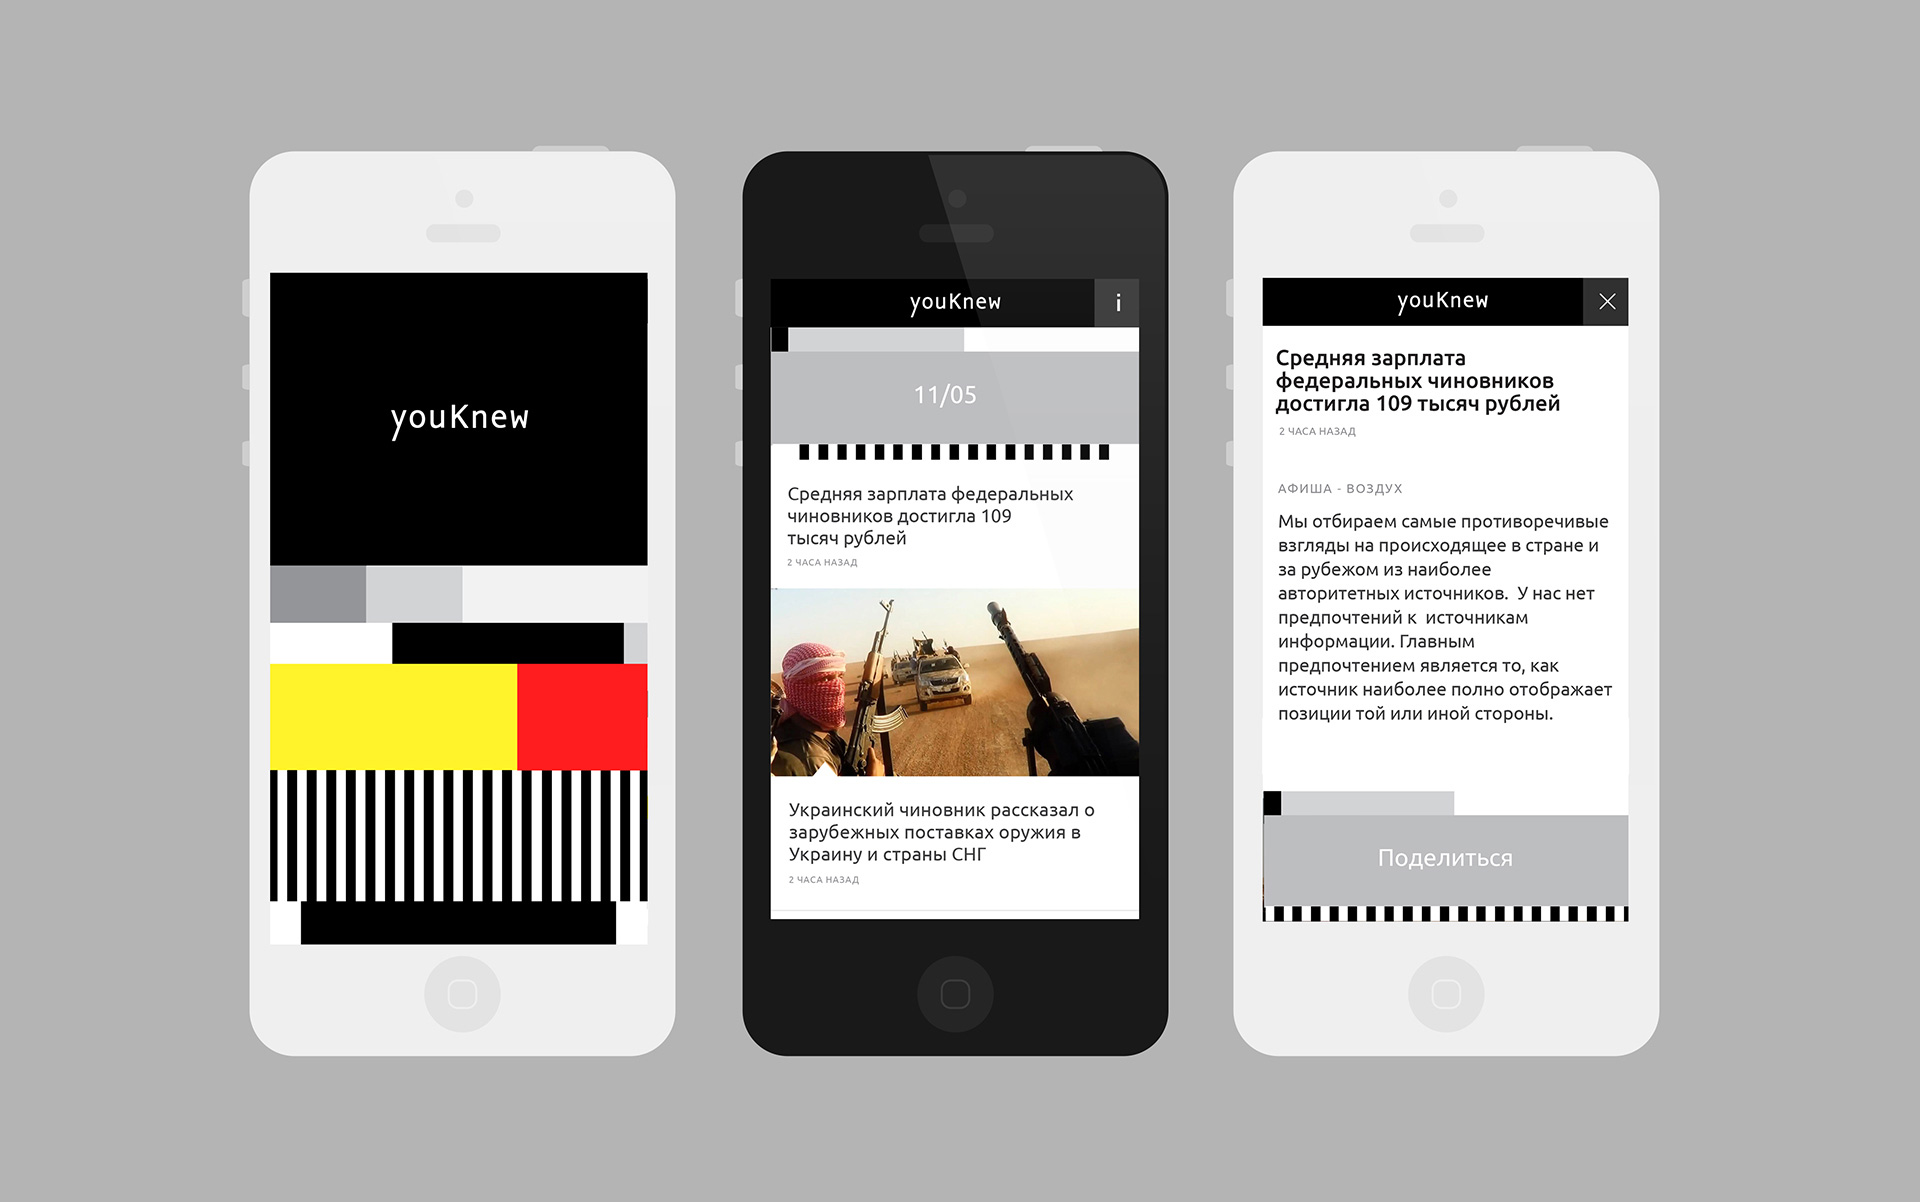 youKnew
youKnew
i
11/05
Средняя зарплата федеральных
чиновников достигла 109
тысяч рублей
2 ЧАСА НАЗАД
Украинский чиновник рассказал о
зарубежных поставках оружия в
Украину и страны СНГ
2 ЧАСА НАЗАД
youKnew
Средняя зарплата
федеральных чиновников
достигла 109 тысяч рублей
2 ЧАСА НАЗАД
АФИША - ВОЗДУХ
Мы отбираем самые противоречивые
взгляды на происходящее в стране и
за рубежом из наиболее
авторитетных источников. У нас нет
предпочтений к источникам
информации. Главным
предпочтением является то, как
источник наиболее полно отображает
позиции той или иной стороны.
Поделиться